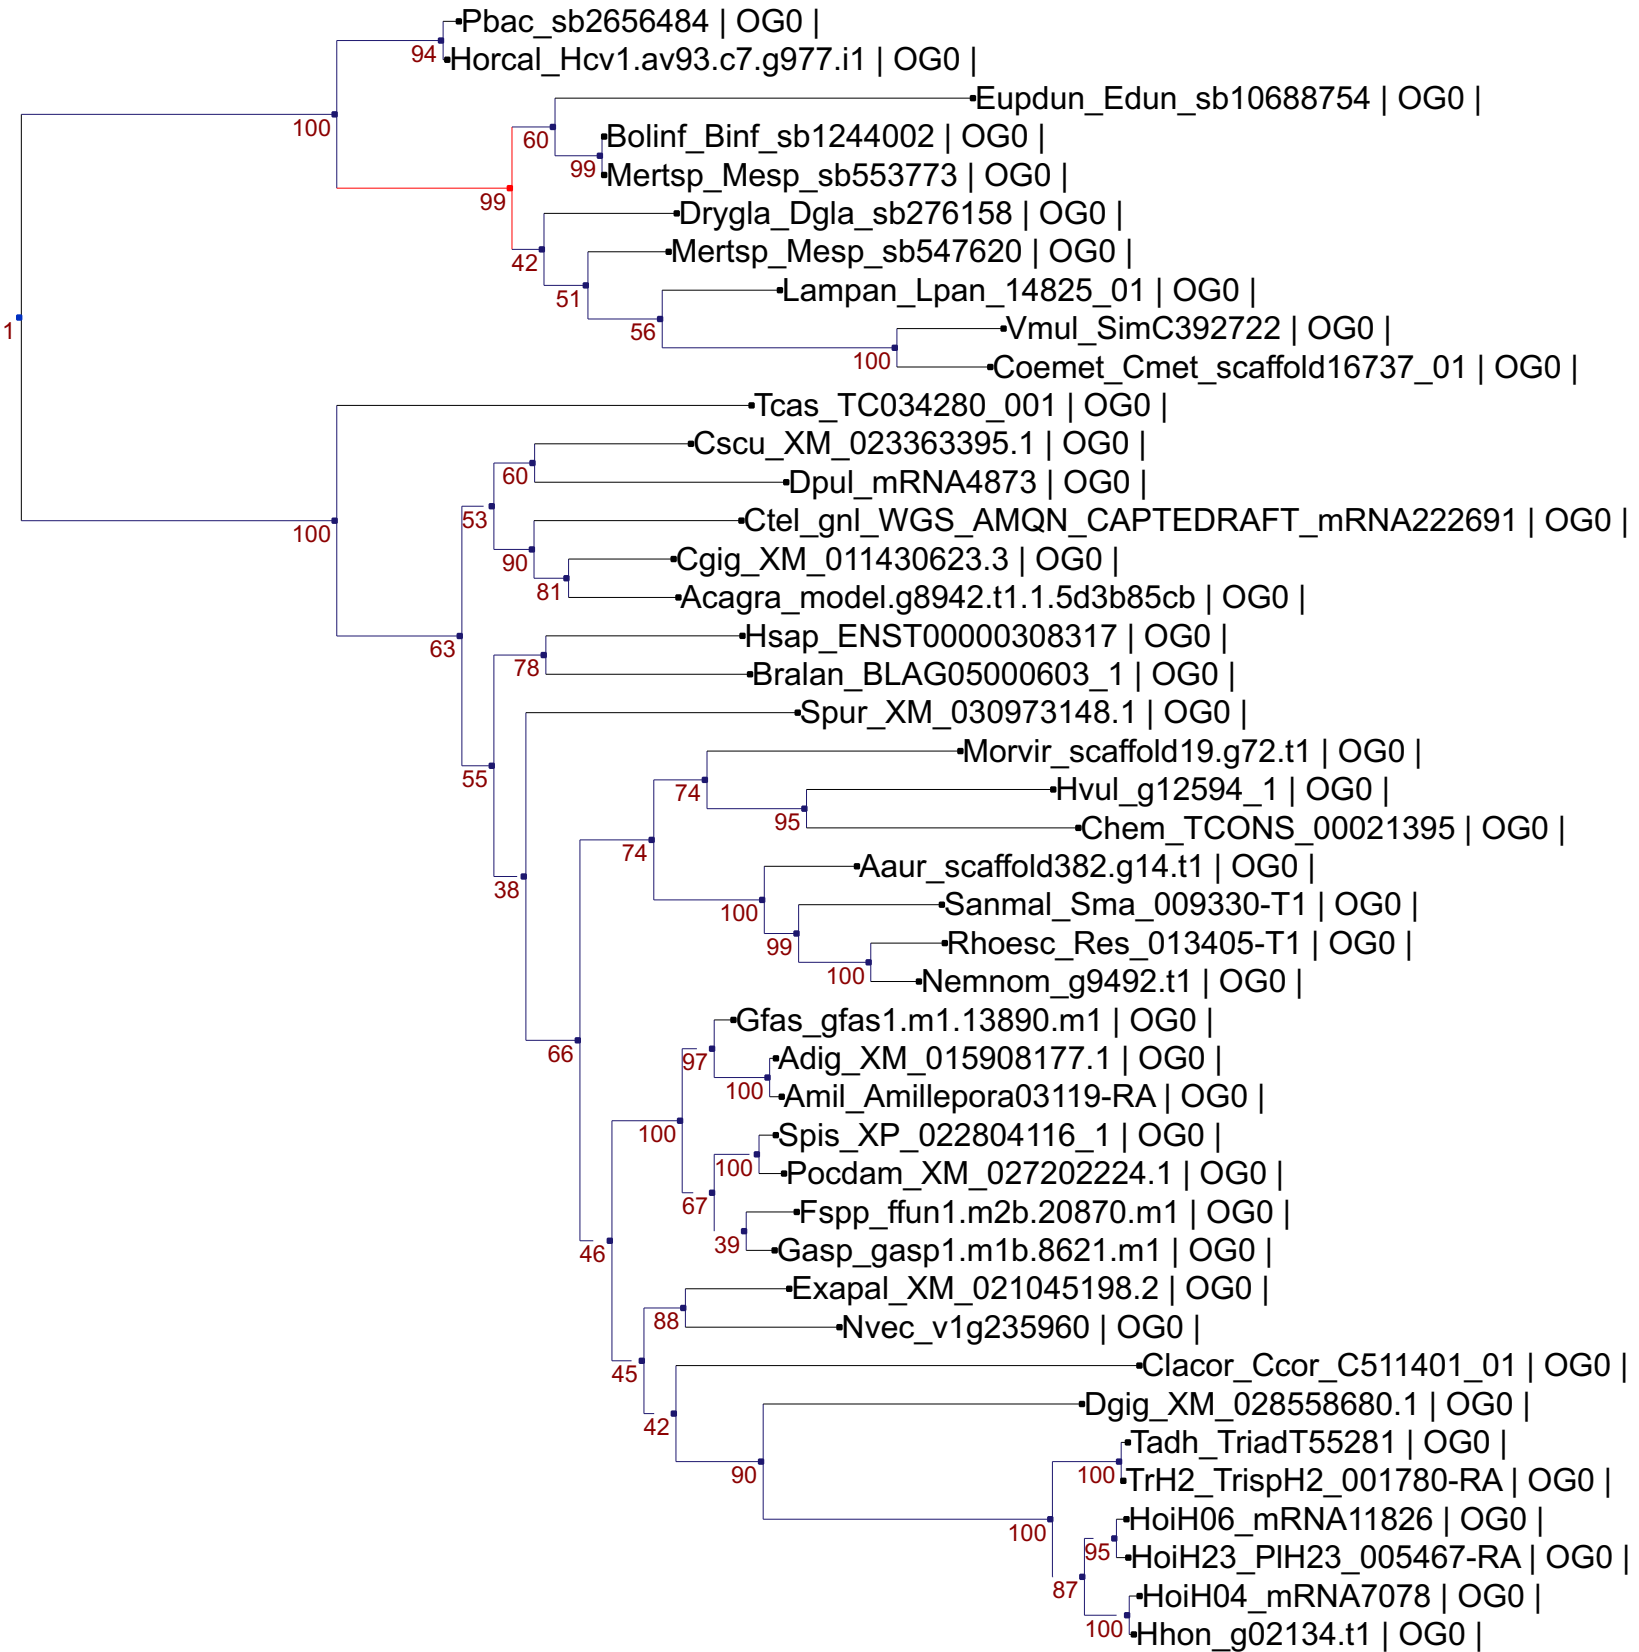 Pbac_sb2656484 | OG0 |
94
Horcal_Hcv1.av93.c7.g977.i1 | OG0 |
Eupdun_Edun_sb10688754 | OG0 |
100
60
Bolinf_Binf_sb1244002 | OG0 |
99
Mertsp_Mesp_sb553773 | OG0 |
99
Drygla_Dgla_sb276158 | OG0 |
42
Mertsp_Mesp_sb547620 | OG0 |
51
Lampan_Lpan_14825_01 | OG0 |
1
56
Vmul_SimC392722 | OG0 |
100
Coemet_Cmet_scaffold16737_01 | OG0 |
Tcas_TC034280_001 | OG0 |
Cscu_XM_023363395.1 | OG0 |
60
Dpul_mRNA4873 | OG0 |
53
Ctel_gnl_WGS_AMQN_CAPTEDRAFT_mRNA222691 | OG0 |
100
90
Cgig_XM_011430623.3 | OG0 |
81
Acagra_model.g8942.t1.1.5d3b85cb | OG0 |
63
Hsap_ENST00000308317 | OG0 |
78
Bralan_BLAG05000603_1 | OG0 |
Spur_XM_030973148.1 | OG0 |
55
Morvir_scaffold19.g72.t1 | OG0 |
74
Hvul_g12594_1 | OG0 |
95
Chem_TCONS_00021395 | OG0 |
74
Aaur_scaffold382.g14.t1 | OG0 |
38
100
Sanmal_Sma_009330-T1 | OG0 |
99
Rhoesc_Res_013405-T1 | OG0 |
100
Nemnom_g9492.t1 | OG0 |
Gfas_gfas1.m1.13890.m1 | OG0 |
66
97
Adig_XM_015908177.1 | OG0 |
100
Amil_Amillepora03119-RA | OG0 |
100
Spis_XP_022804116_1 | OG0 |
100
Pocdam_XM_027202224.1 | OG0 |
67
Fspp_ffun1.m2b.20870.m1 | OG0 |
39
Gasp_gasp1.m1b.8621.m1 | OG0 |
46
Exapal_XM_021045198.2 | OG0 |
88
Nvec_v1g235960 | OG0 |
45
Clacor_Ccor_C511401_01 | OG0 |
42
Dgig_XM_028558680.1 | OG0 |
Tadh_TriadT55281 | OG0 |
90
100
TrH2_TrispH2_001780-RA | OG0 |
100
HoiH06_mRNA11826 | OG0 |
95
HoiH23_PlH23_005467-RA | OG0 |
87
HoiH04_mRNA7078 | OG0 |
100
Hhon_g02134.t1 | OG0 |